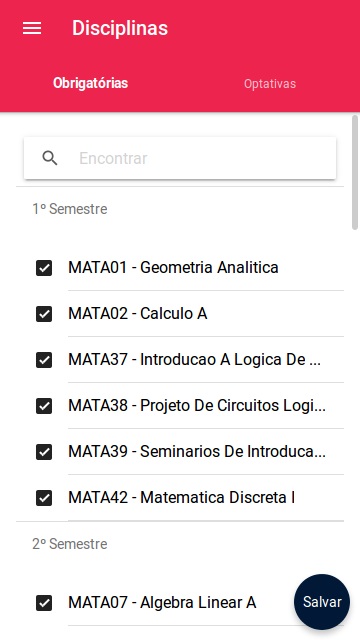 Disciplinas
Obrigatórias
Optativas
Encontrar
1º Semestre
MATA01 - Geometria Analitica
MATA02 - Calculo A
MATA37 - Introducao A Logica De ...
MATA38 - Projeto De Circuitos Logi...
MATA39 - Seminarios De Introduca...
MATA42 - Matematica Discreta I
2º Semestre
MATA07 - Algebra Linear A
Salvar